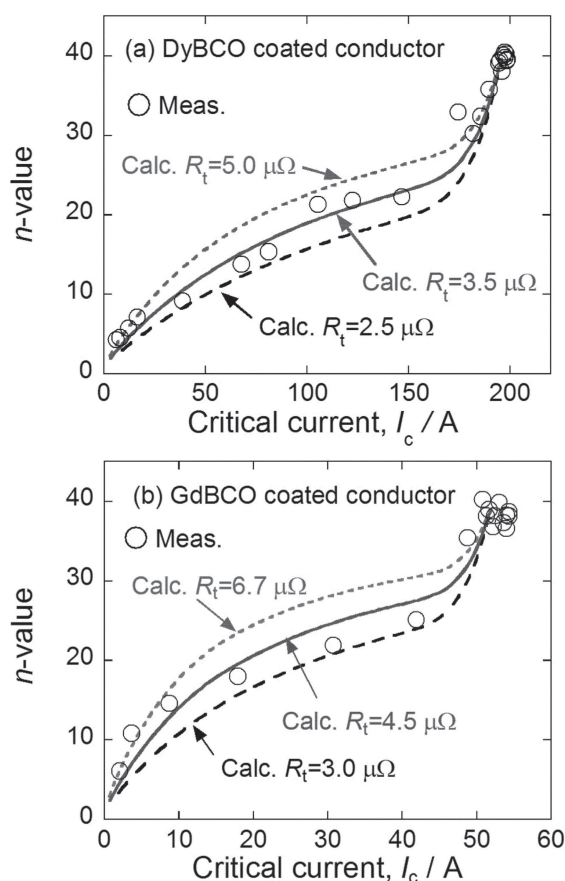 (a) DyBCO coated conductor
Meas.
Calc. Rt=5.0 μΩ
Calc. Rt=3.5 μΩ
Calc. Rt=2.5 μΩ
n-value
40
30
20
10
0
0 50 100 150 200
Critical current, Ic / A
(b) GdBCO coated conductor
Meas.
Calc. Rt=6.7 μΩ
Calc. Rt=4.5 μΩ
Calc. Rt=3.0 μΩ
n-value
40
30
20
10
0
0 10 20 30 40 50 60
Critical current, Ic / A